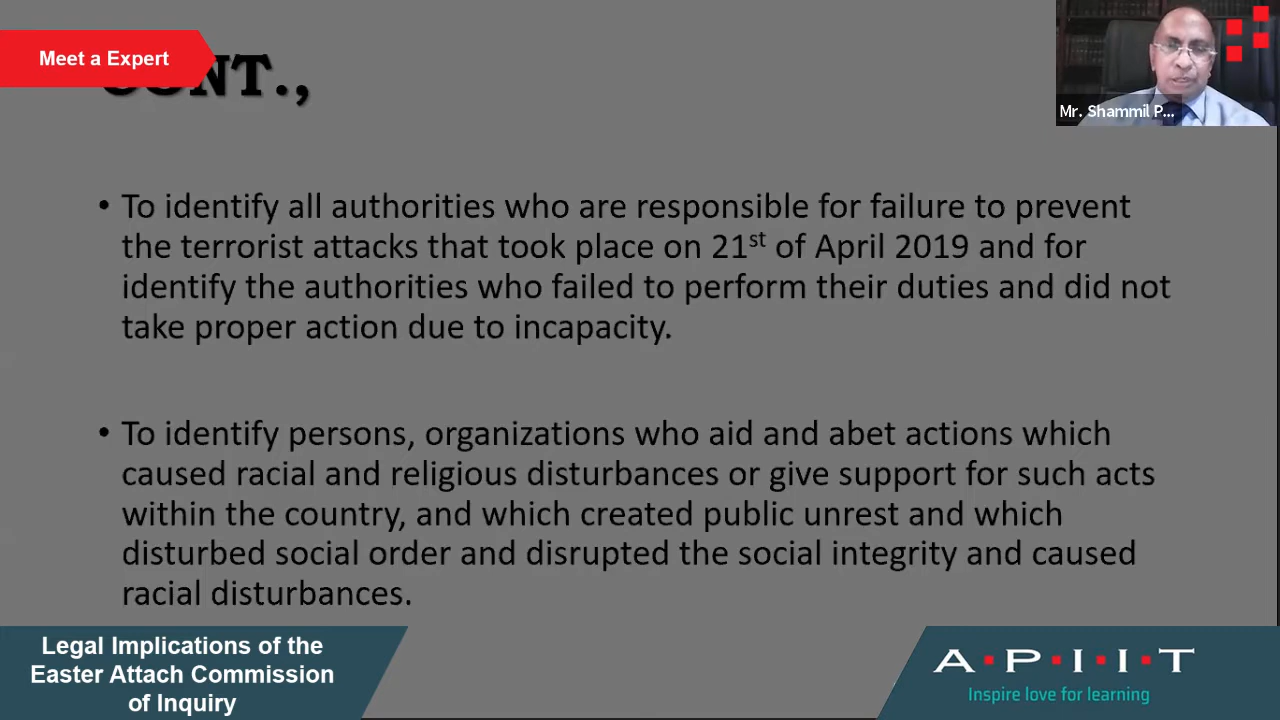 Meet a Expert
CONT.,
Mr. Shammil P...
• To identify all authorities who are responsible for failure to prevent
the terrorist attacks that took place on 21st of April 2019 and for
identify the authorities who failed to perform their duties and did not
take proper action due to incapacity.
• To identify persons, organizations who aid and abet actions which
caused racial and religious disturbances or give support for such acts
within the country, and which created public unrest and which
disturbed social order and disrupted the social integrity and caused
racial disturbances.
Legal Implications of the
Easter Attach Commission
of Inquiry
A·P·I·I·T
Inspire love for learning